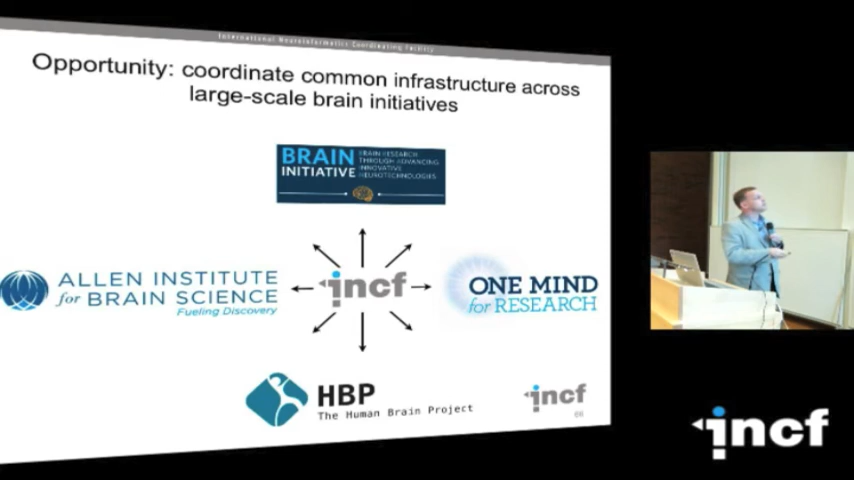 International Neuroinformatics Coordinating Facility
Opportunity: coordinate common infrastructure across
large-scale brain initiatives
BRAIN
INITIATIVE
BRAIN RESEARCH
THROUGH ADVANCING
INNOVATIVE
NEUROTECHNOLOGIES
ALLEN INSTITUTE
for BRAIN SCIENCE
Fueling Discovery
incf
ONE MIND
for RESEARCH
HBP
The Human Brain Project
incf
66
incf